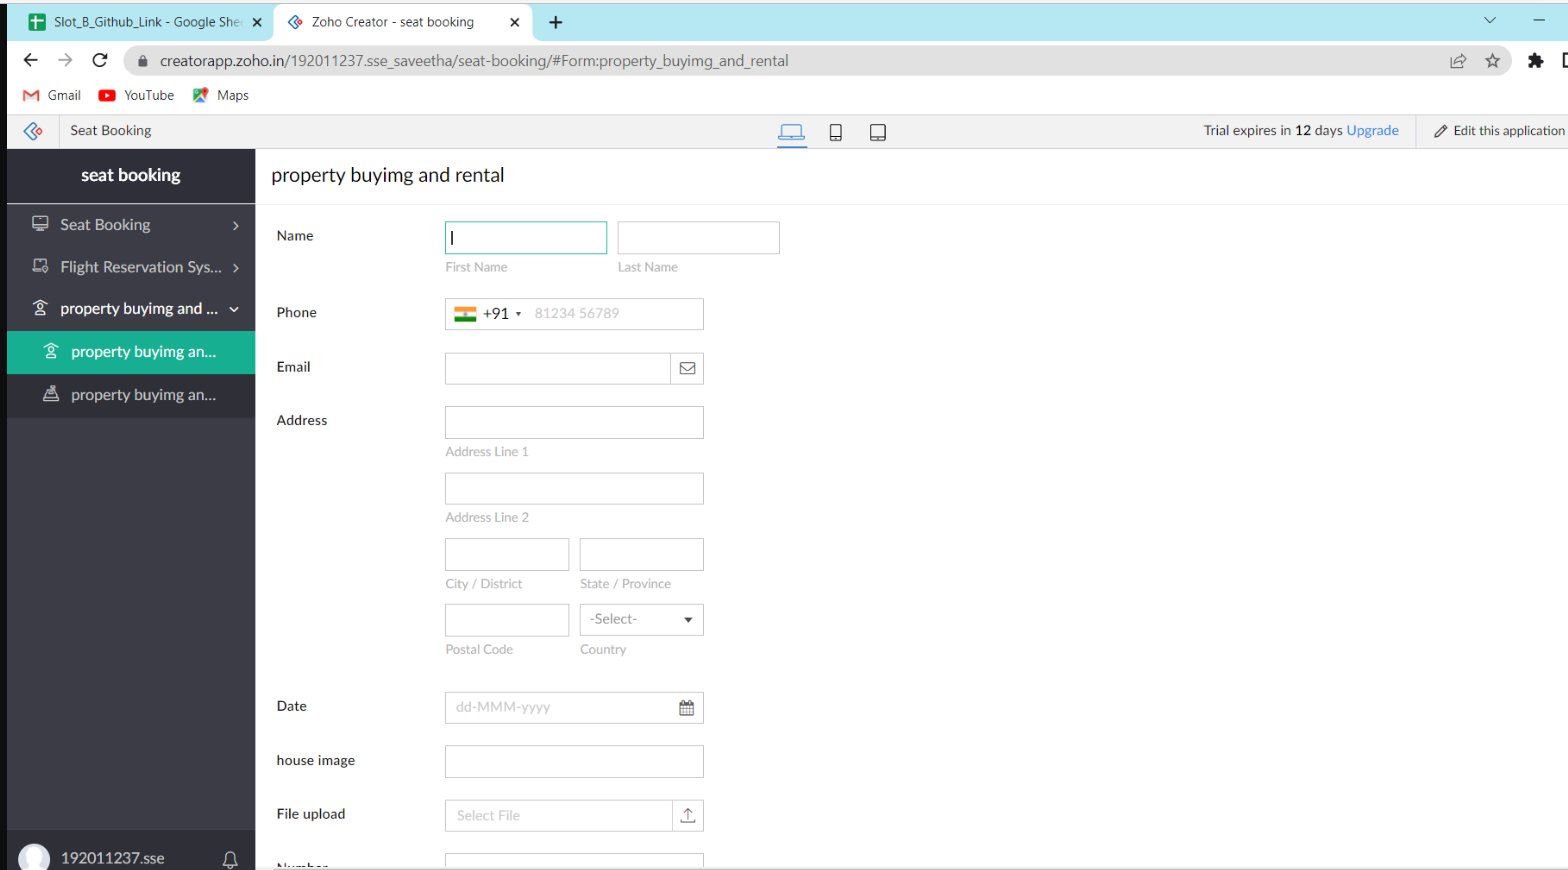 Slot_B_Github_Link - Google She
Zoho Creator - seat booking
creatorapp.zoho.in/192011237.sse_saveetha/seat-booking/#Form:property_buyimg_and_rental
Gmail YouTube Maps
Seat Booking
Trial expires in 12 days Upgrade
Edit this application
seat booking
property buyimg and rental
Seat Booking
Flight Reservation Sys...
property buyimg and ...
property buyimg an...
property buyimg an...
Name
First Name Last Name
Phone
+91 81234 56789
Email
Address
Address Line 1
Address Line 2
City / District State / Province
-Select-
Postal Code Country
Date
dd-MMM-yyyy
house image
File upload
Select File
Number
192011237.sse